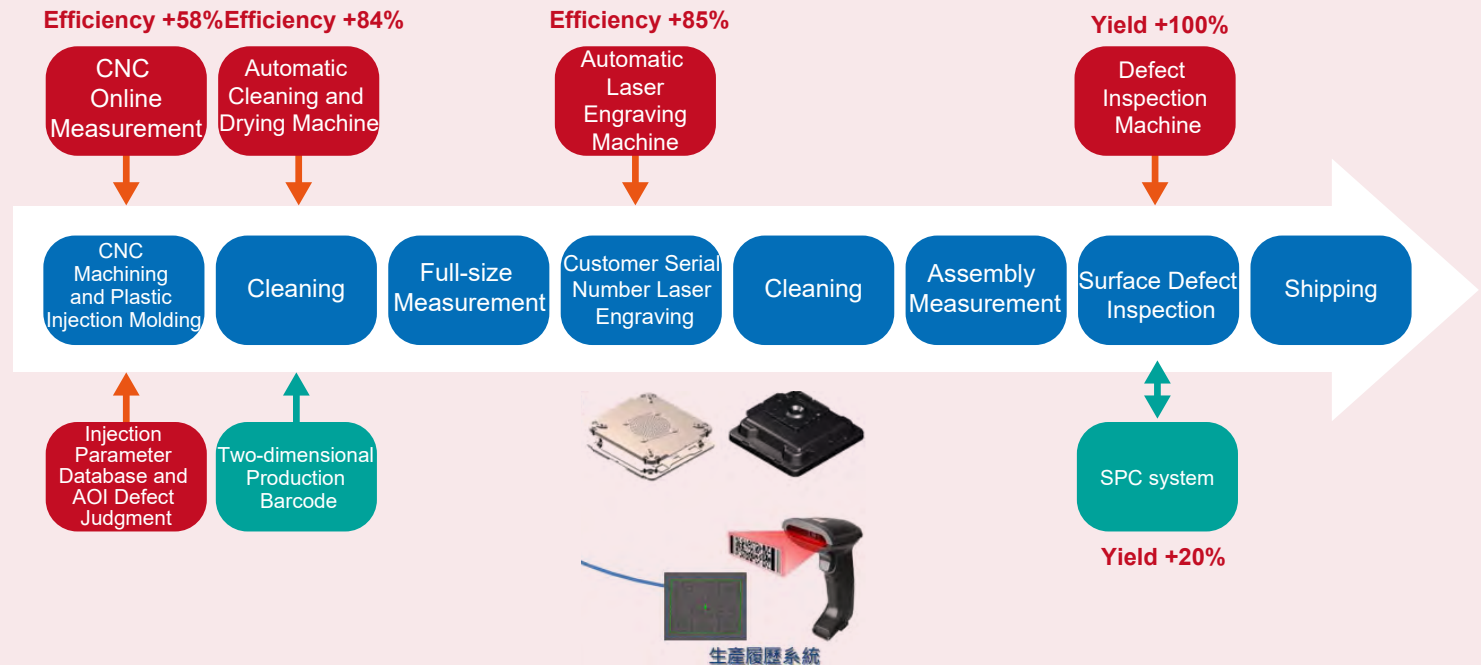 Efficiency +58%
Efficiency +84%
Efficiency +85%
Yield +100%
CNC
Online
Measurement
Automatic
Cleaning and
Drying Machine
Automatic
Laser
Engraving
Machine
Defect
Inspection
Machine
CNC
Machining
and Plastic
Injection Molding
Cleaning
Full-size
Measurement
Customer Serial
Number Laser
Engraving
Cleaning
Assembly
Measurement
Surface Defect
Inspection
Shipping
Injection
Parameter
Database and
AOI Defect
Judgment
Two-dimensional
Production
Barcode
SPC system
Yield +20%
生產履歷系統